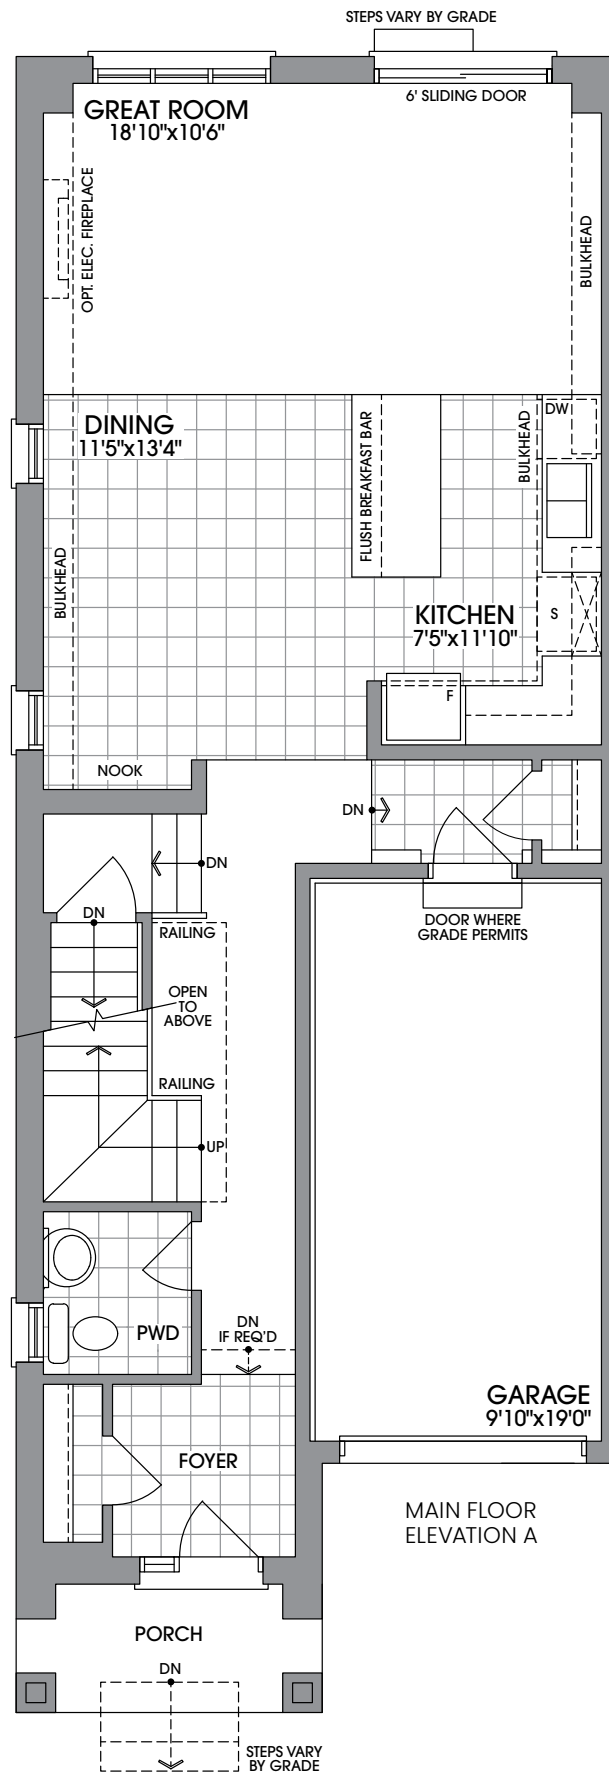 STEPS VARY BY GRADE
6' SLIDING DOOR
GREAT ROOM
18'10"x10'6"
OPT. ELEC. FIREPLACE
BULKHEAD
DINING
11'5"x13'4"
FLUSH BREAKFAST BAR
BULKHEAD
DW
BULKHEAD
KITCHEN
7'5"x11'10"
S
F
NOOK
DN
DN
DN
RAILING
DOOR WHERE
GRADE PERMITS
OPEN
TO
ABOVE
RAILING
UP
PWD
DN
IF REQ'D
GARAGE
9'10"x19'0"
FOYER
MAIN FLOOR
ELEVATION A
PORCH
DN
STEPS VARY
BY GRADE